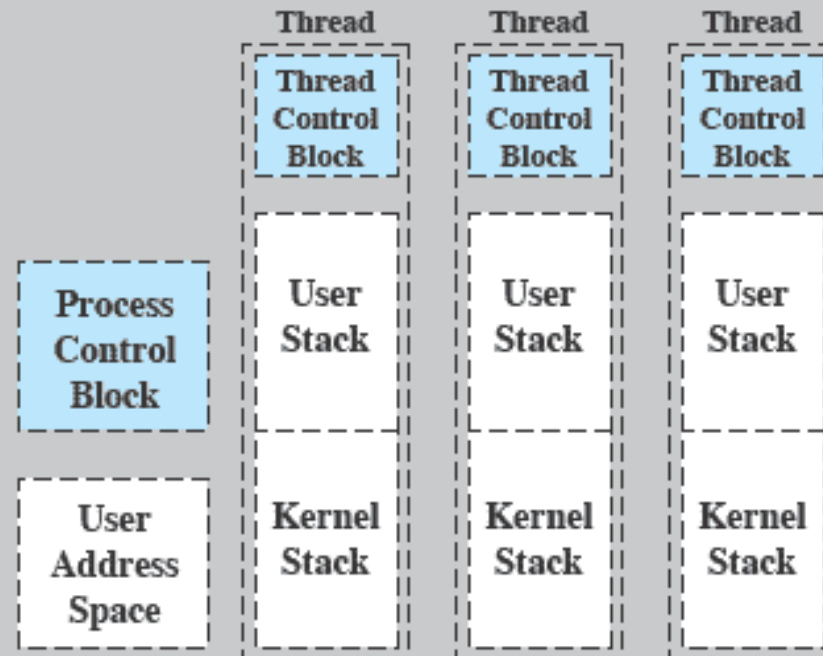 Thread
Thread
Thread
Thread
Control
Block
Thread
Control
Block
Thread
Control
Block
Process
Control
Block
User
Address
Space
User
Stack
User
Stack
User
Stack
Kernel
Stack
Kernel
Stack
Kernel
Stack